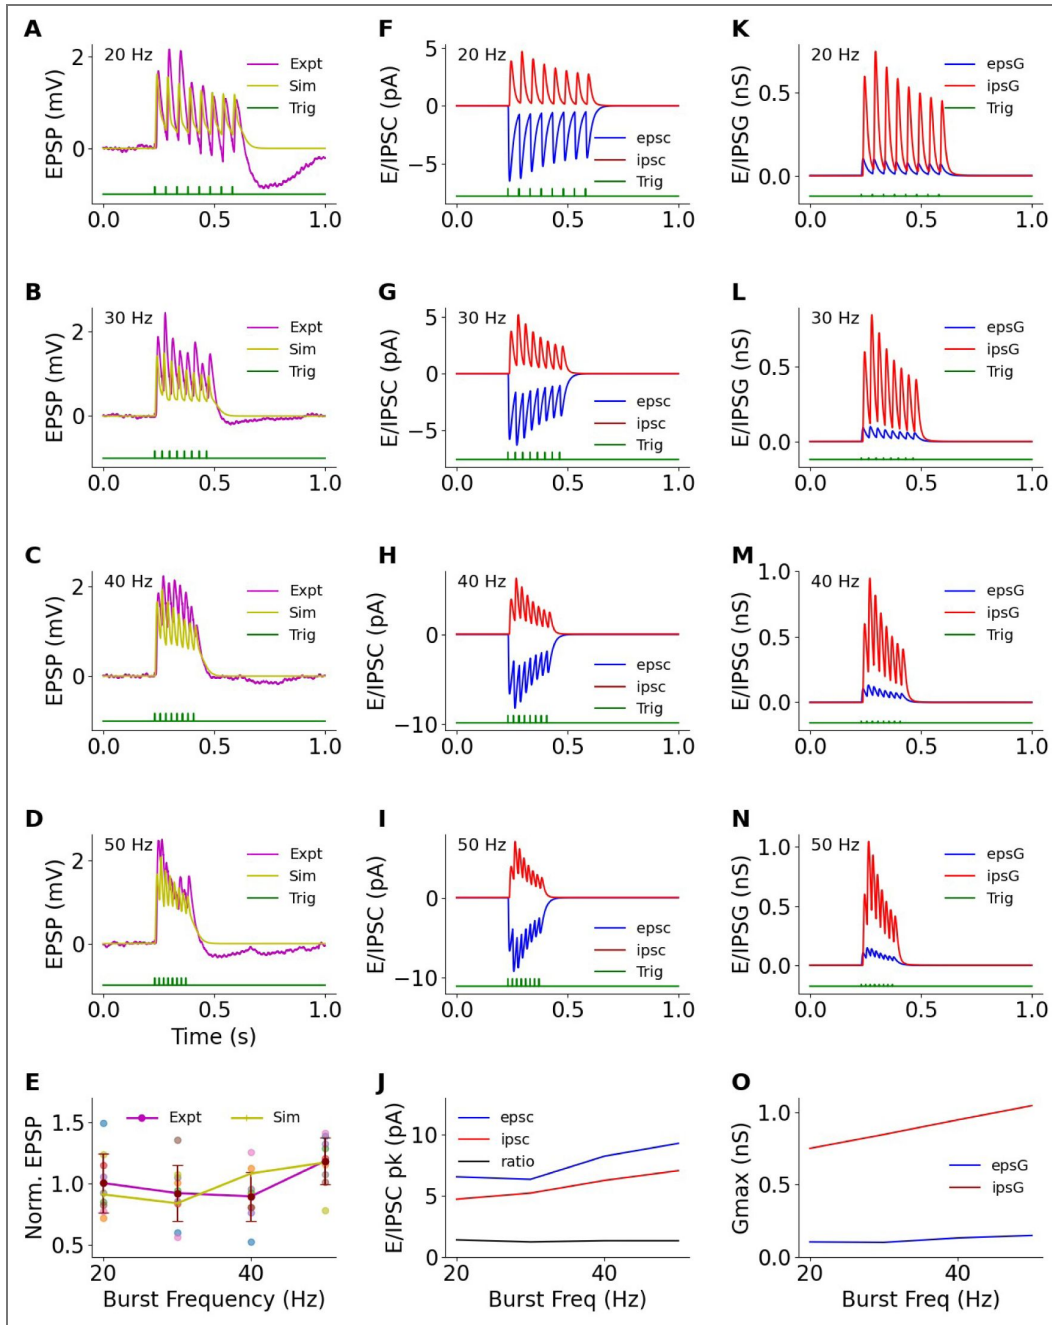 A
20 Hz
Expt
Sim
Trig
EPSP (mV)
2
0
0.0 0.5 1.0
F
20 Hz
epsc
ipsc
Trig
E/IPSC (pA)
5
0
−5
0.0 0.5 1.0
K
20 Hz
epsG
ipsG
Trig
E/IPSG (nS)
0.5
0.0
0.0 0.5 1.0
B
30 Hz
Expt
Sim
Trig
EPSP (mV)
2
0
0.0 0.5 1.0
G
30 Hz
epsc
ipsc
Trig
E/IPSC (pA)
5
0
−5
0.0 0.5 1.0
L
30 Hz
epsG
ipsG
Trig
E/IPSG (nS)
0.5
0.0
0.0 0.5 1.0
C
40 Hz
Expt
Sim
Trig
EPSP (mV)
2
0
0.0 0.5 1.0
H
40 Hz
epsc
ipsc
Trig
E/IPSC (pA)
0
−10
0.0 0.5 1.0
M
40 Hz
epsG
ipsG
Trig
E/IPSG (nS)
1.0
0.5
0.0
0.0 0.5 1.0
D
50 Hz
Expt
Sim
Trig
EPSP (mV)
2
0
0.0 0.5 1.0
Time (s)
I
50 Hz
epsc
ipsc
Trig
E/IPSC (pA)
0
−10
0.0 0.5 1.0
N
50 Hz
epsG
ipsG
Trig
E/IPSG (nS)
1.0
0.5
0.0
0.0 0.5 1.0
E
Expt Sim
Norm. EPSP
1.5
1.0
0.5
20 40
Burst Frequency (Hz)
J
epsc
ipsc
ratio
E/IPSC pk (pA)
10
5
0
20 40
Burst Freq (Hz)
O
epsG
ipsG
Gmax (nS)
1.0
0.5
0.0
20 40
Burst Freq (Hz)